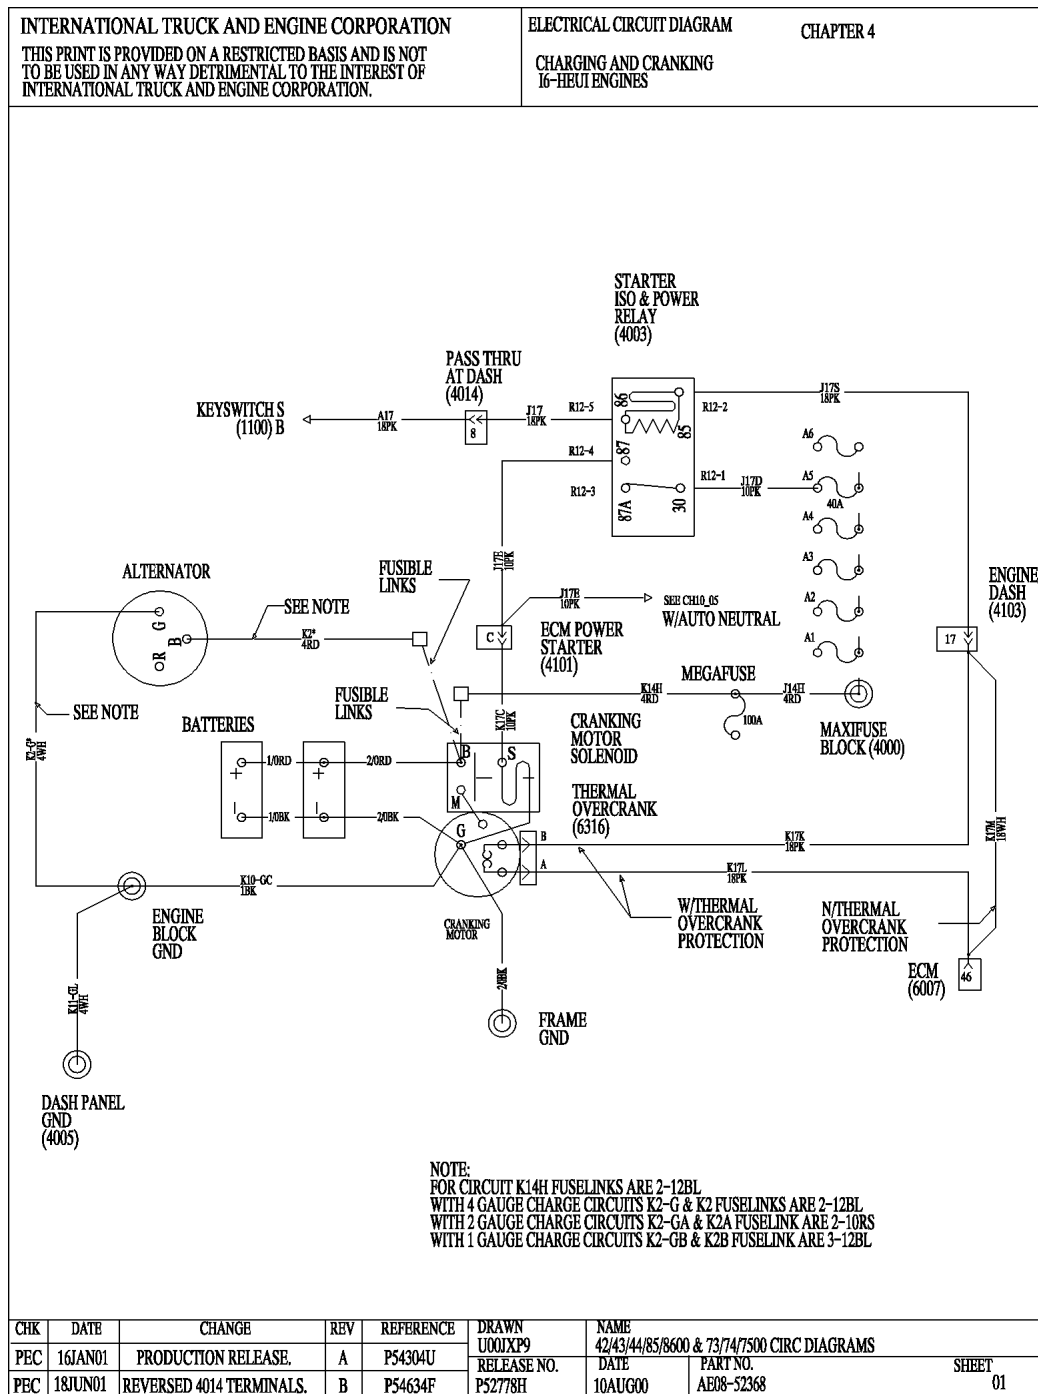 INTERNATIONAL TRUCK AND ENGINE CORPORATION
THIS PRINT IS PROVIDED ON A RESTRICTED BASIS AND IS NOT
TO BE USED IN ANY WAY DETRIMENTAL TO THE INTEREST OF
INTERNATIONAL TRUCK AND ENGINE CORPORATION.
ELECTRICAL CIRCUIT DIAGRAM
CHAPTER 4
CHARGING AND CRANKING
I6-HEUI ENGINES
STARTER
ISO & POWER
RELAY
(4003)
PASS THRU
AT DASH
(4014)
8
KEYSWITCH S
(1100) B
A17
18PK
J17
18PK
R12-5
R12-4
R12-3
86
85
87
87A
30
R12-2
R12-1
J17S
18PK
J17D
10PK
A6
A5
40A
A4
A3
A2
A1
J17E
10PK
J17E
10PK
SEE CH10_05
W/AUTO NEUTRAL
C
ECM POWER
STARTER
(4101)
ENGINE
DASH
(4103)
17
ALTERNATOR
G
B
R
SEE NOTE
K2*
4RD
FUSIBLE
LINKS
SEE NOTE
K2-G*
4WH
FUSIBLE
LINKS
MEGAFUSE
K14H
4RD
100A
J14H
4RD
MAXIFUSE
BLOCK (4000)
K17C
10PK
CRANKING
MOTOR
SOLENOID
BATTERIES
+
-
1/0RD
1/0BK
+
-
2/0RD
2/0BK
B
S
M
G
THERMAL
OVERCRANK
(6316)
B
A
K17K
18PK
K17L
18PK
K17M
18WH
K10-GC
1BK
CRANKING
MOTOR
W/THERMAL
OVERCRANK
PROTECTION
N/THERMAL
OVERCRANK
PROTECTION
ECM
(6007)
46
ENGINE
BLOCK
GND
K11-GL
4WH
2/0BK
FRAME
GND
DASH PANEL
GND
(4005)
NOTE:
FOR CIRCUIT K14H FUSELINKS ARE 2-12BL
WITH 4 GAUGE CHARGE CIRCUITS K2-G & K2 FUSELINKS ARE 2-12BL
WITH 2 GAUGE CHARGE CIRCUITS K2-GA & K2A FUSELINK ARE 2-10RS
WITH 1 GAUGE CHARGE CIRCUITS K2-GB & K2B FUSELINK ARE 3-12BL
CHK DATE CHANGE REV REFERENCE
PEC 16JAN01 PRODUCTION RELEASE. A P54304U
PEC 18JUN01 REVERSED 4014 TERMINALS. B P54634F
DRAWN
U00JXP9
RELEASE NO.
P52778H
NAME
42/43/44/85/8600 & 73/74/7500 CIRC DIAGRAMS
DATE
10AUG00
PART NO.
AE08-52368
SHEET
01